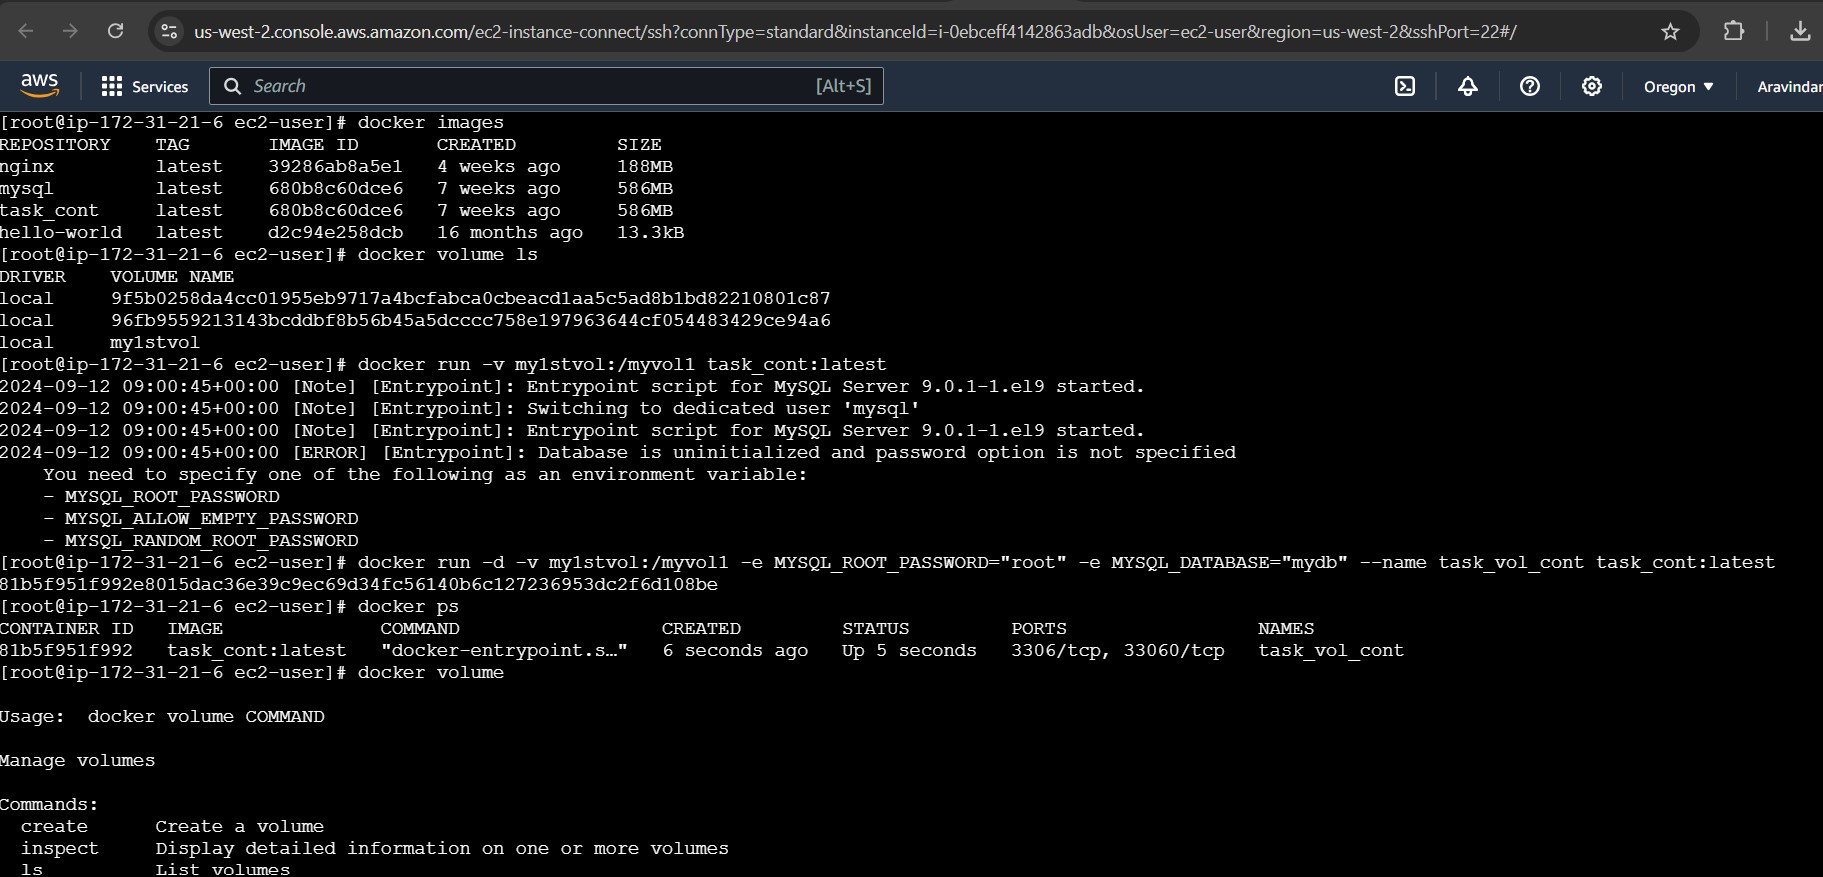 us-west-2.console.aws.amazon.com/ec2-instance-connect/ssh?connType=standard&instanceId=i-0ebceff4142863adb&osUser=ec2-user&region=us-west-2&sshPort=22#/
aws Services Search [Alt+S] Oregon Aravindar
[root@ip-172-31-21-6 ec2-user]# docker images
REPOSITORY TAG IMAGE ID CREATED SIZE
nginx latest 39286ab8a5e1 4 weeks ago 188MB
mysql latest 680b8c60dce6 7 weeks ago 586MB
task_cont latest 680b8c60dce6 7 weeks ago 586MB
hello-world latest d2c94e258dcb 16 months ago 13.3kB
[root@ip-172-31-21-6 ec2-user]# docker volume ls
DRIVER VOLUME NAME
local 9f5b0258da4cc01955eb9717a4bcfabca0cbeacd1aa5c5ad8b1bd82210801c87
local 96fb9559213143bcddbf8b56b45a5dcccc758e197963644cf054483429ce94a6
local my1stvol
[root@ip-172-31-21-6 ec2-user]# docker run -v my1stvol:/myvol1 task_cont:latest
2024-09-12 09:00:45+00:00 [Note] [Entrypoint]: Entrypoint script for MySQL Server 9.0.1-1.el9 started.
2024-09-12 09:00:45+00:00 [Note] [Entrypoint]: Switching to dedicated user 'mysql'
2024-09-12 09:00:45+00:00 [Note] [Entrypoint]: Entrypoint script for MySQL Server 9.0.1-1.el9 started.
2024-09-12 09:00:45+00:00 [ERROR] [Entrypoint]: Database is uninitialized and password option is not specified
You need to specify one of the following as an environment variable:
- MYSQL_ROOT_PASSWORD
- MYSQL_ALLOW_EMPTY_PASSWORD
- MYSQL_RANDOM_ROOT_PASSWORD
[root@ip-172-31-21-6 ec2-user]# docker run -d -v my1stvol:/myvol1 -e MYSQL_ROOT_PASSWORD="root" -e MYSQL_DATABASE="mydb" --name task_vol_cont task_cont:latest
81b5f951f992e8015dac36e39c9ec69d34fc56140b6c127236953dc2f6d108be
[root@ip-172-31-21-6 ec2-user]# docker ps
CONTAINER ID IMAGE COMMAND CREATED STATUS PORTS NAMES
81b5f951f992 task_cont:latest "docker-entrypoint.s…" 6 seconds ago Up 5 seconds 3306/tcp, 33060/tcp task_vol_cont
[root@ip-172-31-21-6 ec2-user]# docker volume
Usage: docker volume COMMAND
Manage volumes
Commands:
create Create a volume
inspect Display detailed information on one or more volumes
ls List volumes